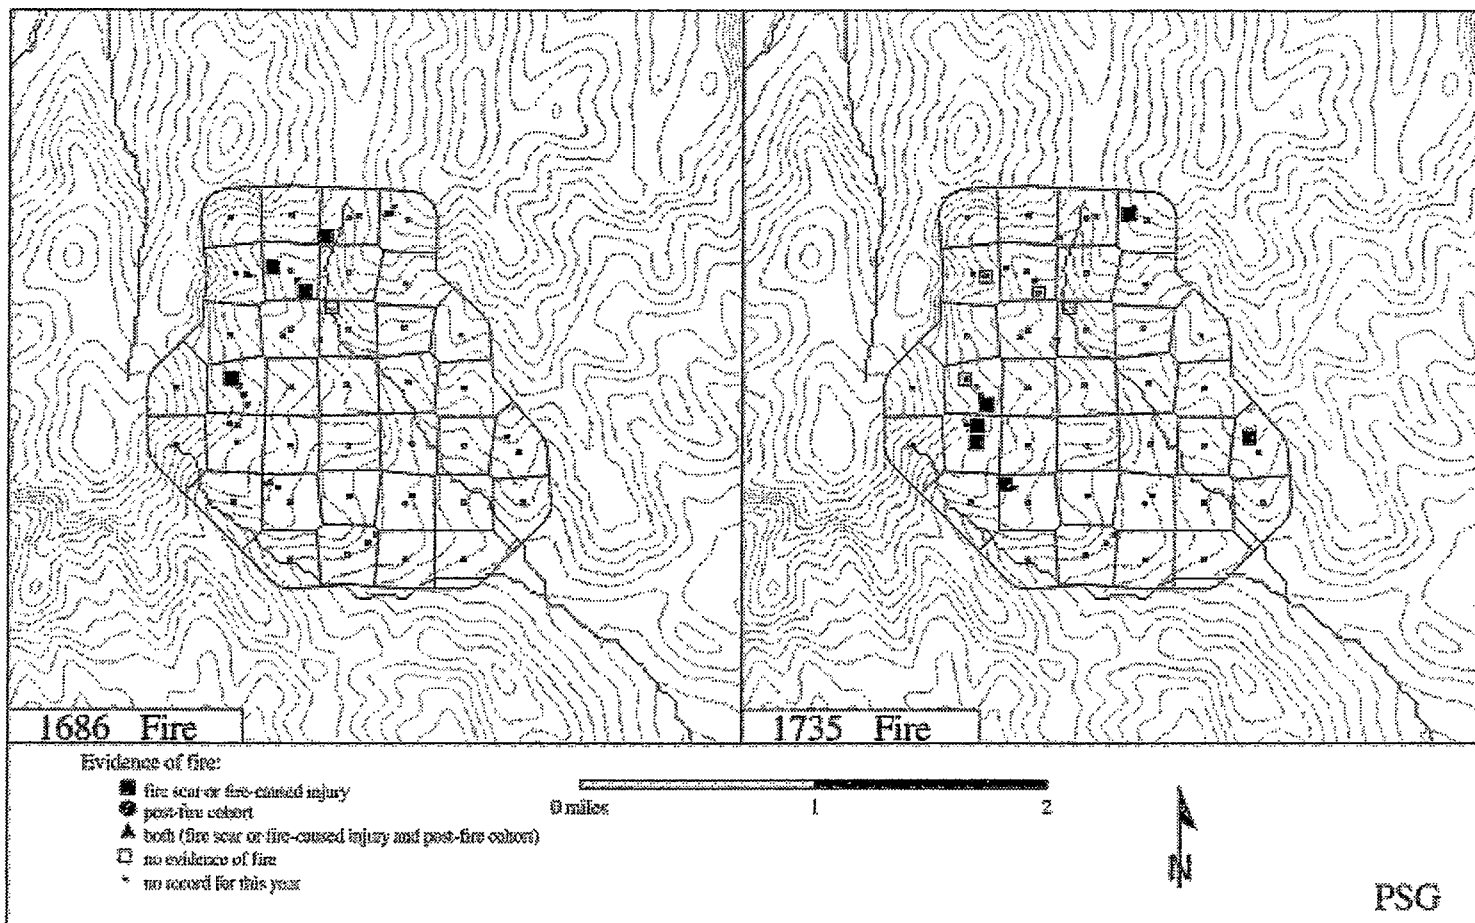 1686 Fire
1735 Fire
Evidence of fire:
fire scar or fire-caused injury
post-fire cohort
both (fire scar or fire-caused injury and post-fire cohort)
no evidence of fire
no record for this year
0 miles 1 2
N
PSG